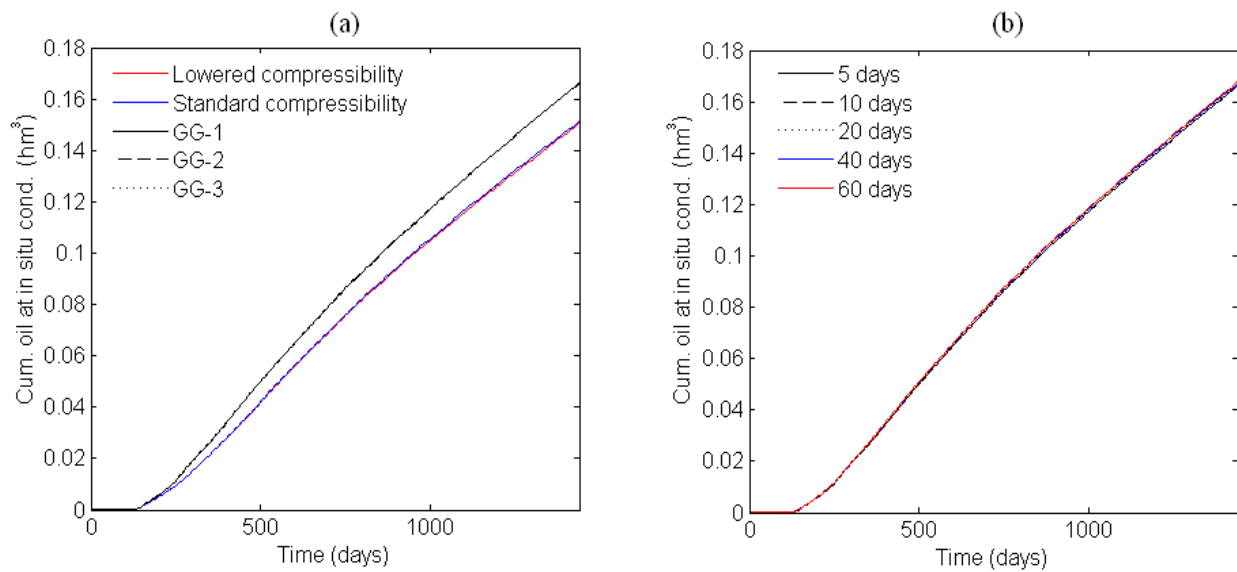 (a)
0.18
0.16
0.14
0.12
0.1
0.08
0.06
0.04
0.02
0
Cum. oil at in situ cond. (hm³)
Lowered compressibility
Standard compressibility
GG-1
GG-2
GG-3
0 500 1000
Time (days)
(b)
0.18
0.16
0.14
0.12
0.1
0.08
0.06
0.04
0.02
0
Cum. oil. at in situ cond. (hm³)
5 days
10 days
20 days
40 days
60 days
0 500 1000
Time (days)